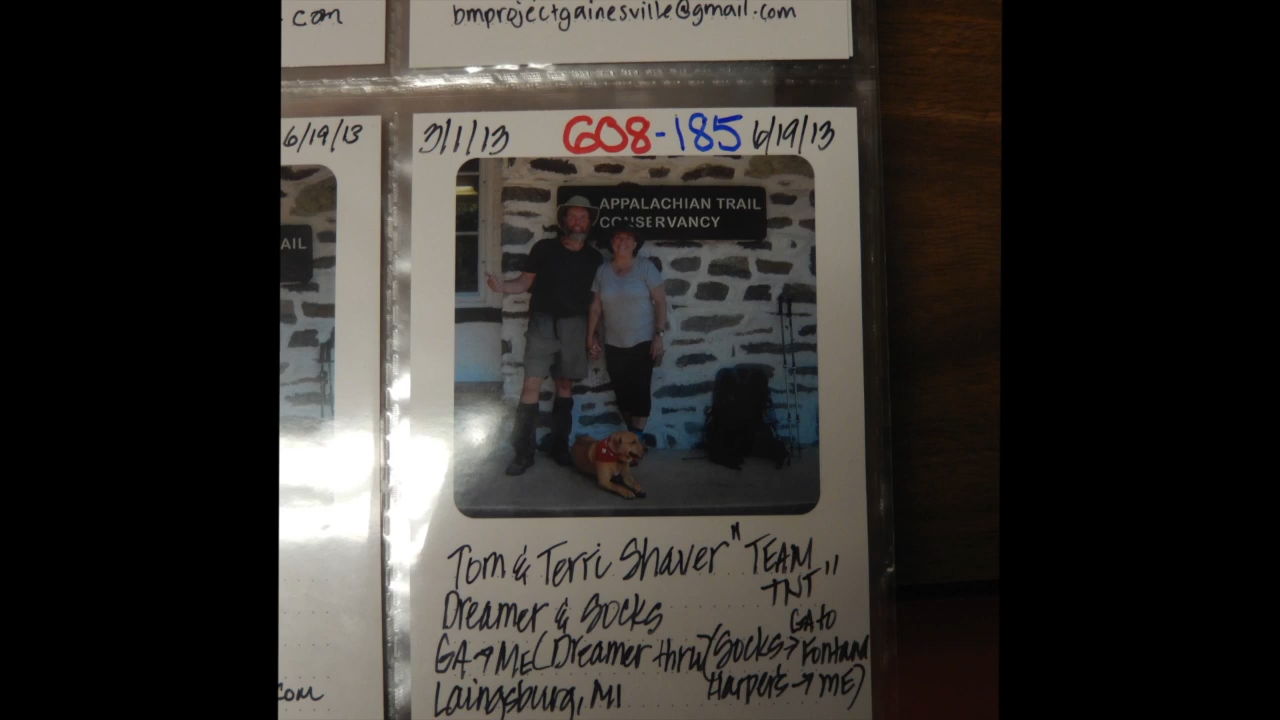 com
bmprojectgainesville@gmail.com
6/19/13
3/1/13 608-185 6/19/13
AIL
APPALACHIAN TRAIL
CONSERVANCY
Tom & Terri Shaver "TEAM
TNT"
Dreamer & Socks
GA→ME (Dreamer thru) (Socks→ GA to
Fontana
Laingsburg, MI Harpers→ME)
com